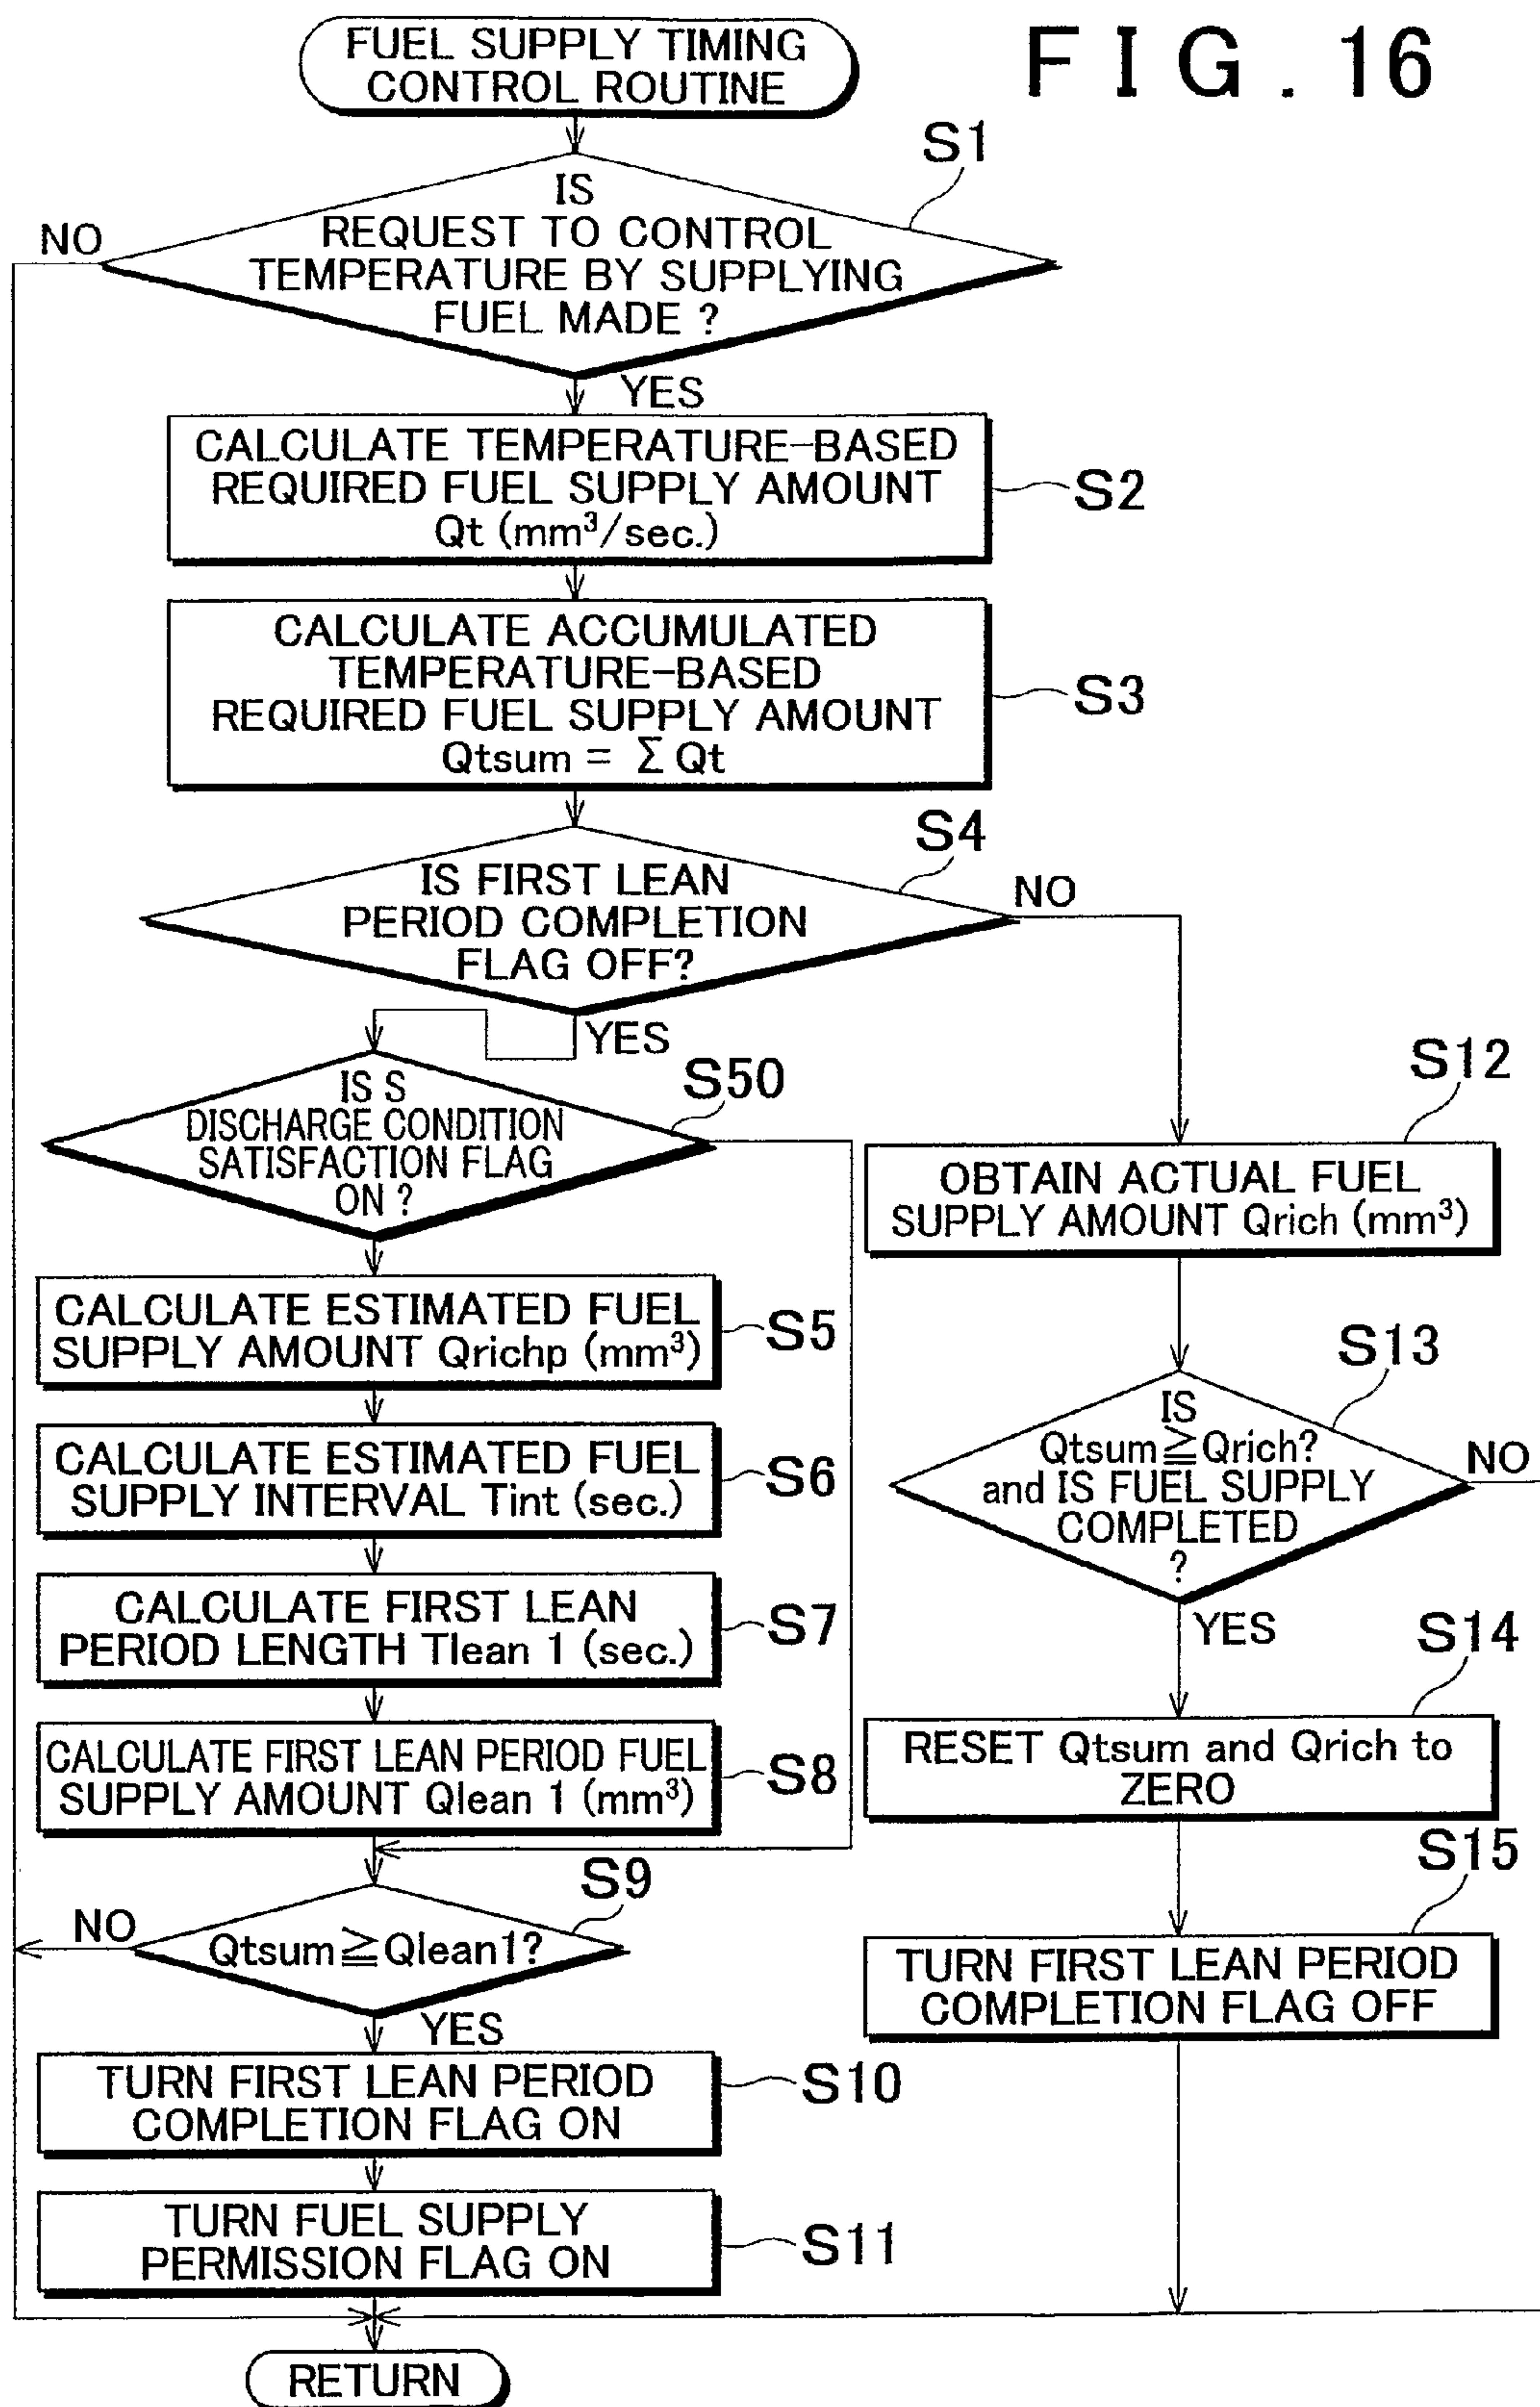 FUEL SUPPLY TIMING
CONTROL ROUTINE
FIG. 16
S1
IS
REQUEST TO CONTROL
TEMPERATURE BY SUPPLYING
FUEL MADE ?
NO
YES
CALCULATE TEMPERATURE-BASED
REQUIRED FUEL SUPPLY AMOUNT
Qt (mm³/sec.)
S2
CALCULATE ACCUMULATED
TEMPERATURE-BASED
REQUIRED FUEL SUPPLY AMOUNT
Qtsum = Σ Qt
S3
S4
IS FIRST LEAN
PERIOD COMPLETION
FLAG OFF?
NO
YES
S50
IS S
DISCHARGE CONDITION
SATISFACTION FLAG
ON ?
CALCULATE ESTIMATED FUEL
SUPPLY AMOUNT Qrichp (mm³)
S5
CALCULATE ESTIMATED FUEL
SUPPLY INTERVAL Tint (sec.)
S6
CALCULATE FIRST LEAN
PERIOD LENGTH Tlean 1 (sec.)
S7
CALCULATE FIRST LEAN PERIOD FUEL
SUPPLY AMOUNT Qlean 1 (mm³)
S8
S9
Qtsum≧Qlean1?
NO
YES
TURN FIRST LEAN PERIOD
COMPLETION FLAG ON
S10
TURN FUEL SUPPLY
PERMISSION FLAG ON
S11
S12
OBTAIN ACTUAL FUEL
SUPPLY AMOUNT Qrich (mm³)
S13
IS
Qtsum≧Qrich?
and IS FUEL SUPPLY
COMPLETED
?
NO
YES
S14
RESET Qtsum and Qrich to
ZERO
S15
TURN FIRST LEAN PERIOD
COMPLETION FLAG OFF
RETURN